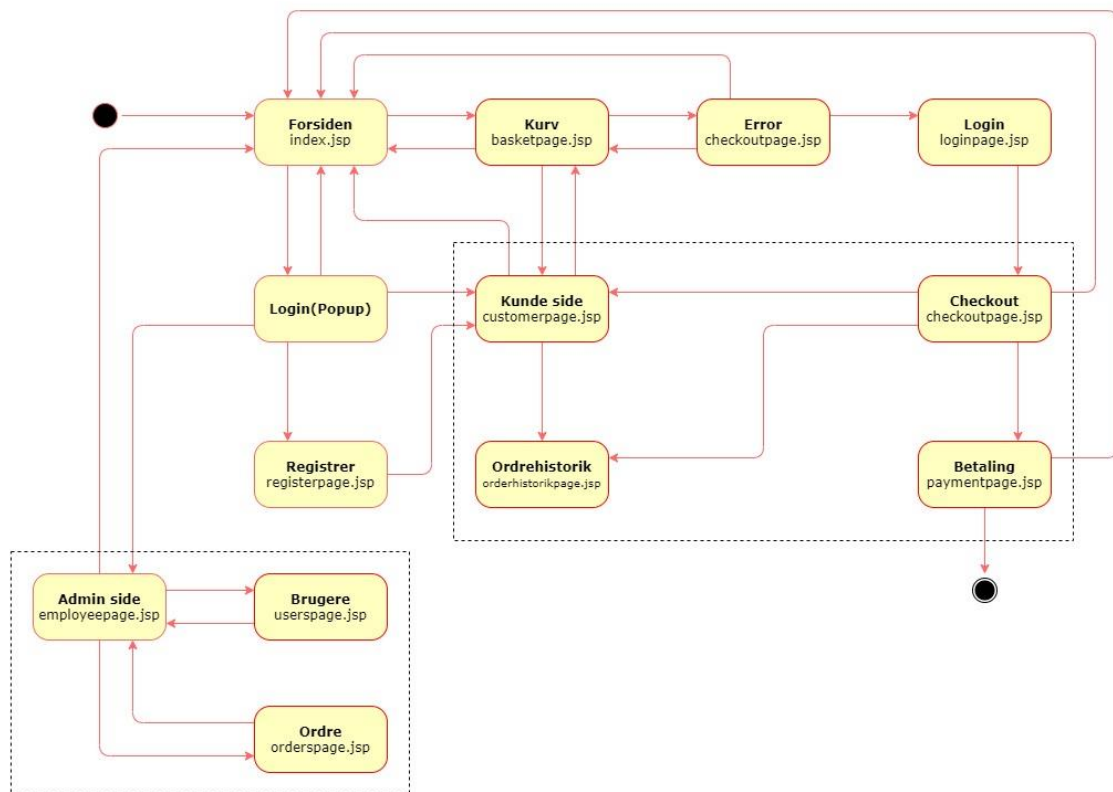 Forsiden
index.jsp
Kurv
basketpage.jsp
Error
checkoutpage.jsp
Login
loginpage.jsp
Login(Popup)
Kunde side
customerpage.jsp
Checkout
checkoutpage.jsp
Registrer
registerpage.jsp
Ordrehistorik
orderhistorikpage.jsp
Betaling
paymentpage.jsp
Admin side
employeepage.jsp
Brugere
userspage.jsp
Ordre
orderspage.jsp